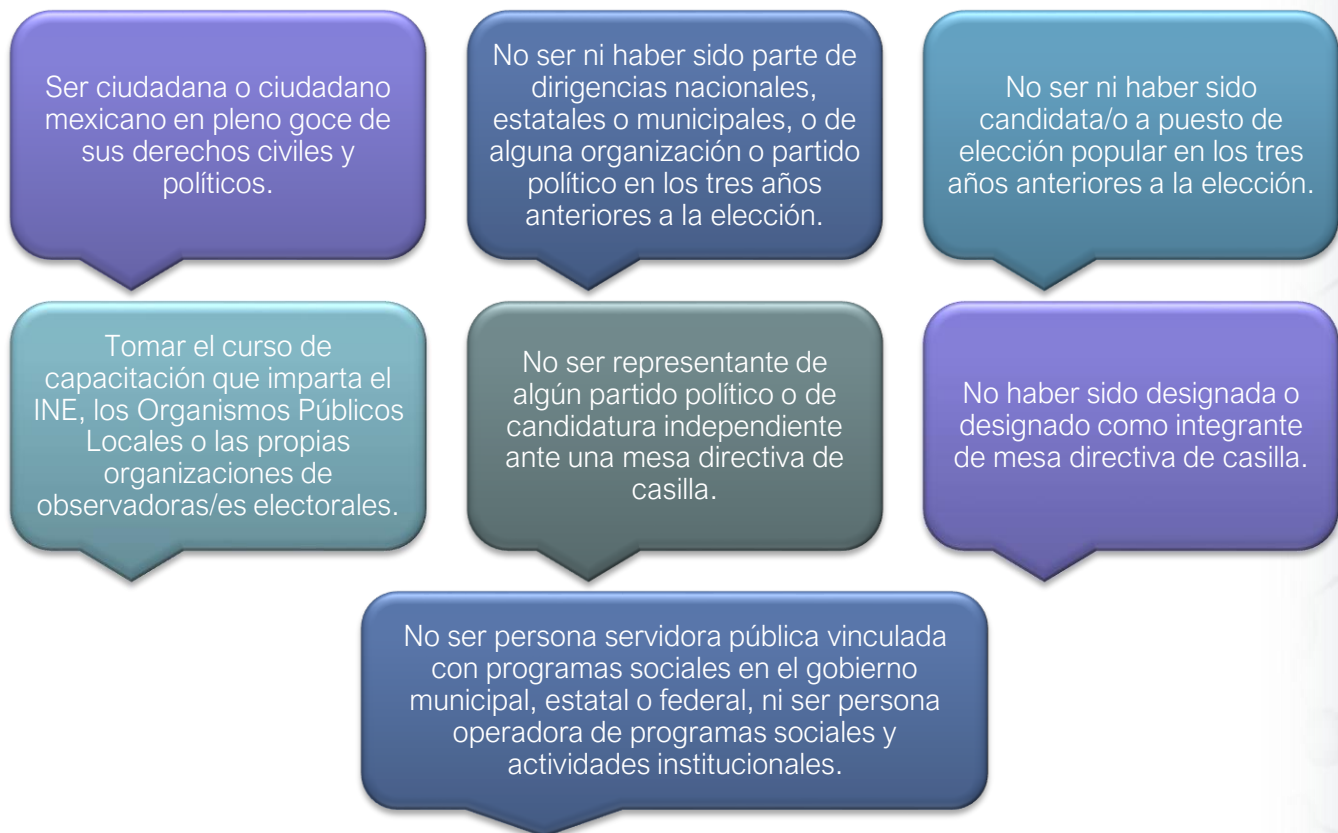 Ser ciudadana o ciudadano
mexicano en pleno goce de
sus derechos civiles y
políticos.
No ser ni haber sido parte de
dirigencias nacionales,
estatales o municipales, o de
alguna organización o partido
político en los tres años
anteriores a la elección.
No ser ni haber sido
candidata/o a puesto de
elección popular en los tres
años anteriores a la elección.
Tomar el curso de
capacitación que imparta el
INE, los Organismos Públicos
Locales o las propias
organizaciones de
observadoras/es electorales.
No ser representante de
algún partido político o de
candidatura independiente
ante una mesa directiva de
casilla.
No haber sido designada o
designado como integrante
de mesa directiva de casilla.
No ser persona servidora pública vinculada
con programas sociales en el gobierno
municipal, estatal o federal, ni ser persona
operadora de programas sociales y
actividades institucionales.